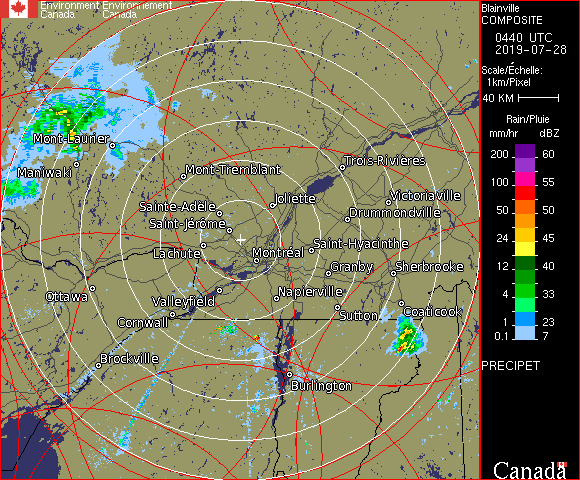 Environment Environnement
Canada Canada
Blainville
COMPOSITE
0440 UTC
2019-07-28
Scale/Échelle:
1km/Pixel
40 KM
Rain/Pluie
mm/hr dBZ
200 60
100 55
50 50
24 45
12 40
4 33
1 23
0.1 7
PRECIPET
Canada
Mont-Laurier
Maniwaki
Mont-Tremblant
Trois-Rivières
Sainte-Adèle
Joliette
Victoriaville
Saint-Jérôme
Drummondville
Lachute
Montréal
Saint-Hyacinthe
Granby
Sherbrooke
Ottawa
Valleyfield
Napierville
Cornwall
Sutton
Coaticook
Brockville
Burlington